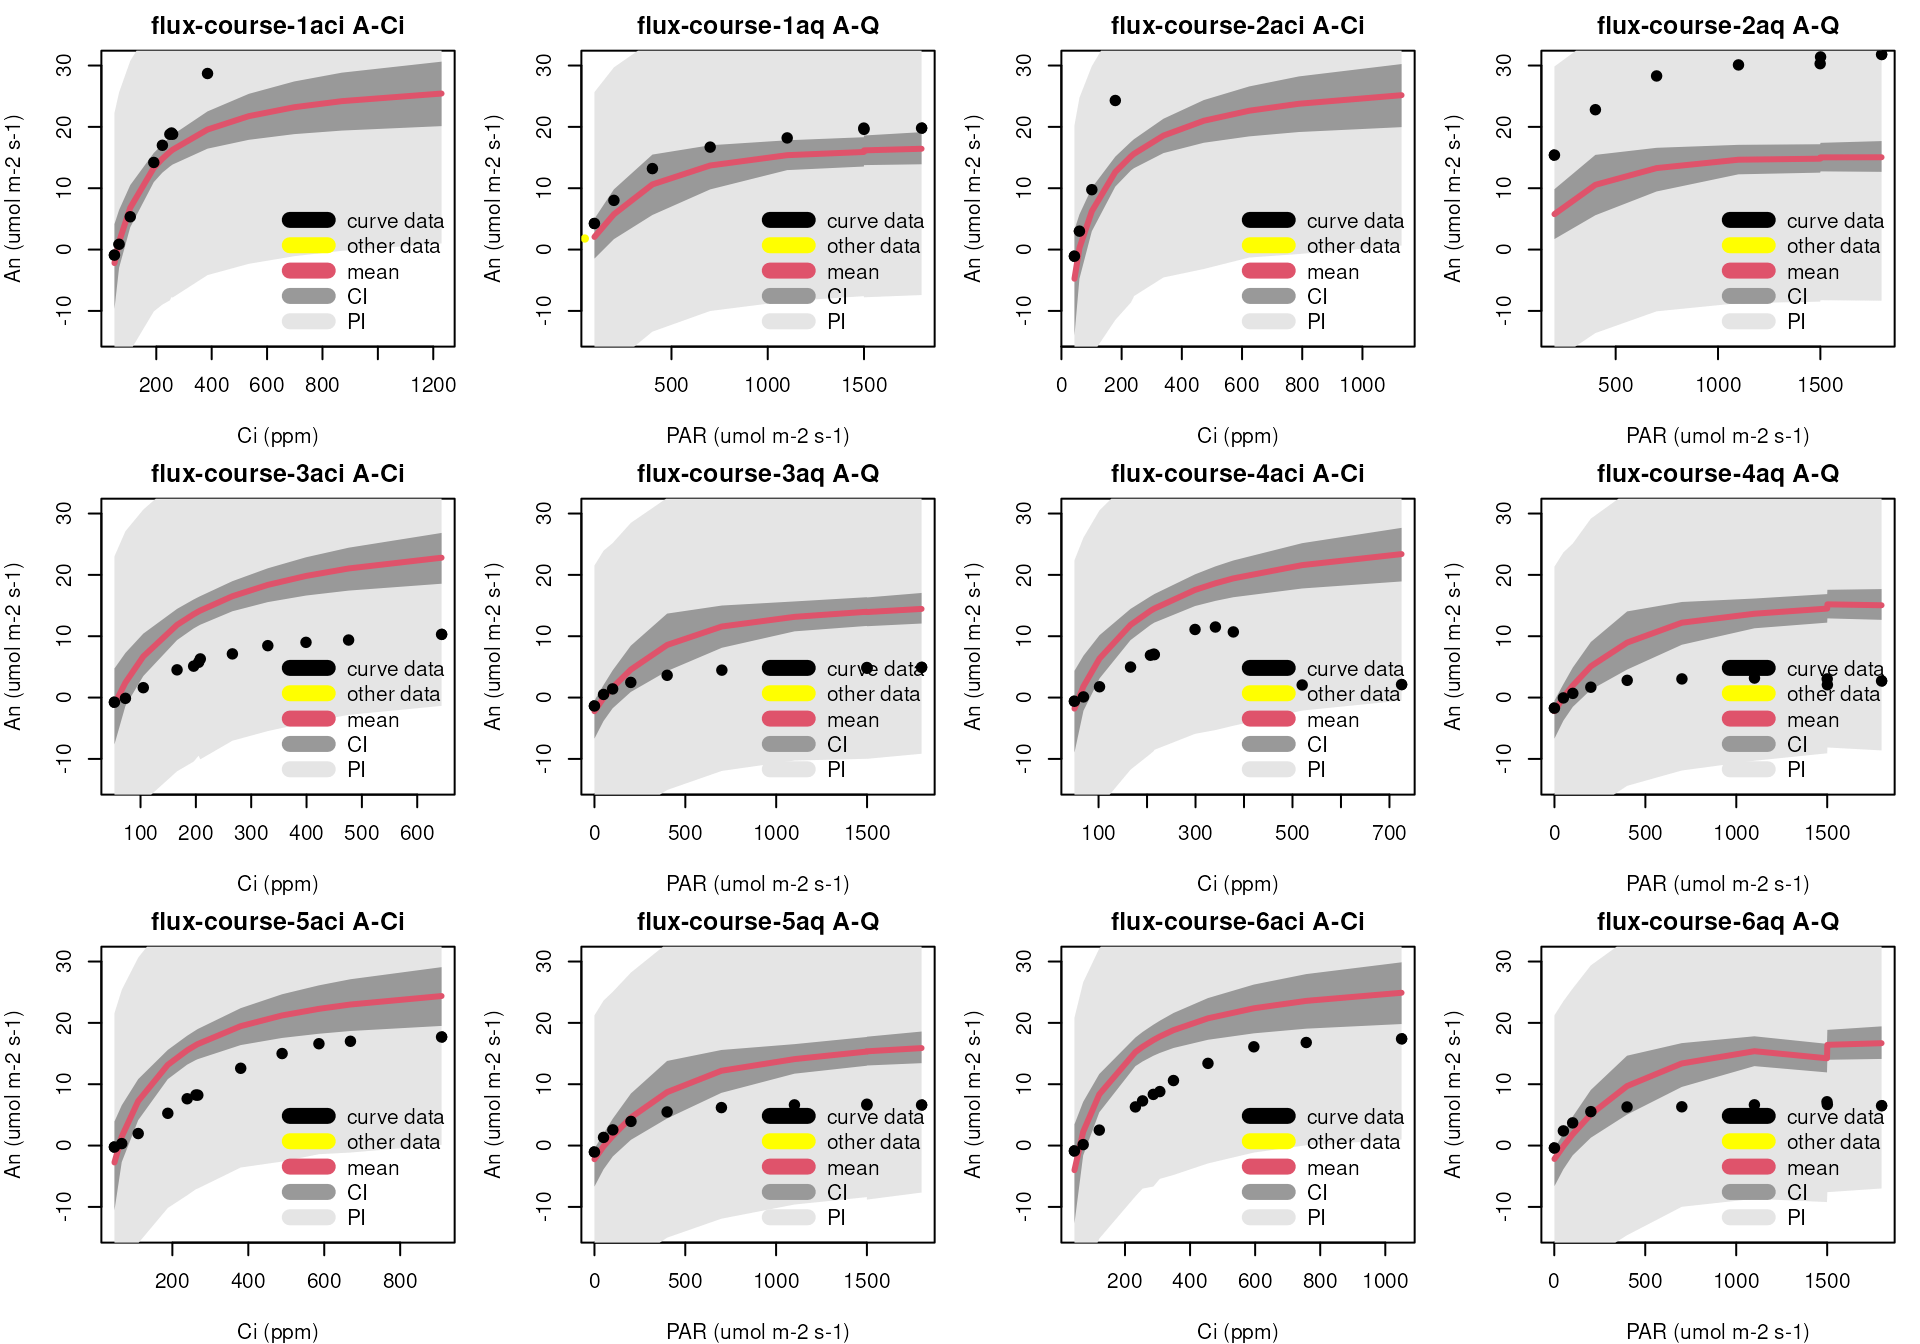 flux-course-1aci A-Ci
An (umol m-2 s-1)
30
20
10
0
-10
curve data
other data
mean
CI
PI
200 400 600 800 1200
Ci (ppm)
flux-course-1aq A-Q
An (umol m-2 s-1)
30
20
10
0
-10
curve data
other data
mean
CI
PI
500 1000 1500
PAR (umol m-2 s-1)
flux-course-2aci A-Ci
An (umol m-2 s-1)
30
20
10
0
-10
curve data
other data
mean
CI
PI
0 200 400 600 800 1000
Ci (ppm)
flux-course-2aq A-Q
An (umol m-2 s-1)
30
20
10
0
-10
curve data
other data
mean
CI
PI
500 1000 1500
PAR (umol m-2 s-1)
flux-course-3aci A-Ci
An (umol m-2 s-1)
30
20
10
0
-10
curve data
other data
mean
CI
PI
100 200 300 400 500 600
Ci (ppm)
flux-course-3aq A-Q
An (umol m-2 s-1)
30
20
10
0
-10
curve data
other data
mean
CI
PI
0 500 1000 1500
PAR (umol m-2 s-1)
flux-course-4aci A-Ci
An (umol m-2 s-1)
30
20
10
0
-10
curve data
other data
mean
CI
PI
100 300 500 700
Ci (ppm)
flux-course-4aq A-Q
An (umol m-2 s-1)
30
20
10
0
-10
curve data
other data
mean
CI
PI
0 500 1000 1500
PAR (umol m-2 s-1)
flux-course-5aci A-Ci
An (umol m-2 s-1)
30
20
10
0
-10
curve data
other data
mean
CI
PI
200 400 600 800
Ci (ppm)
flux-course-5aq A-Q
An (umol m-2 s-1)
30
20
10
0
-10
curve data
other data
mean
CI
PI
0 500 1000 1500
PAR (umol m-2 s-1)
flux-course-6aci A-Ci
An (umol m-2 s-1)
30
20
10
0
-10
curve data
other data
mean
CI
PI
200 400 600 800 1000
Ci (ppm)
flux-course-6aq A-Q
An (umol m-2 s-1)
30
20
10
0
-10
curve data
other data
mean
CI
PI
0 500 1000 1500
PAR (umol m-2 s-1)